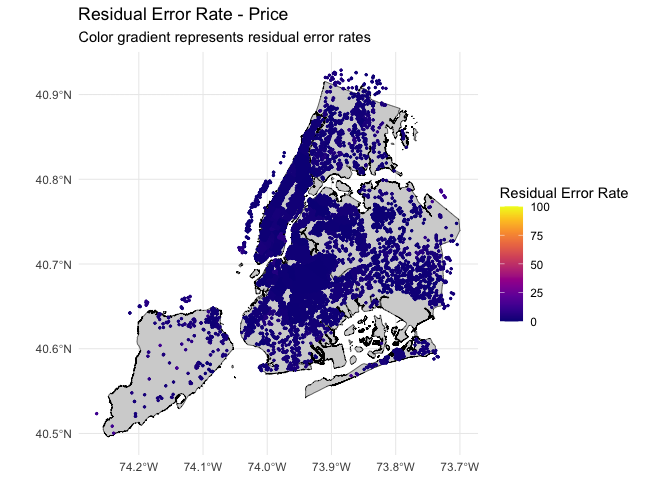 Residual Error Rate - Price
Color gradient represents residual error rates
40.9°N
40.8°N
40.7°N
40.6°N
40.5°N
74.2°W 74.1°W 74.0°W 73.9°W 73.8°W 73.7°W
Residual Error Rate
100
75
50
25
0